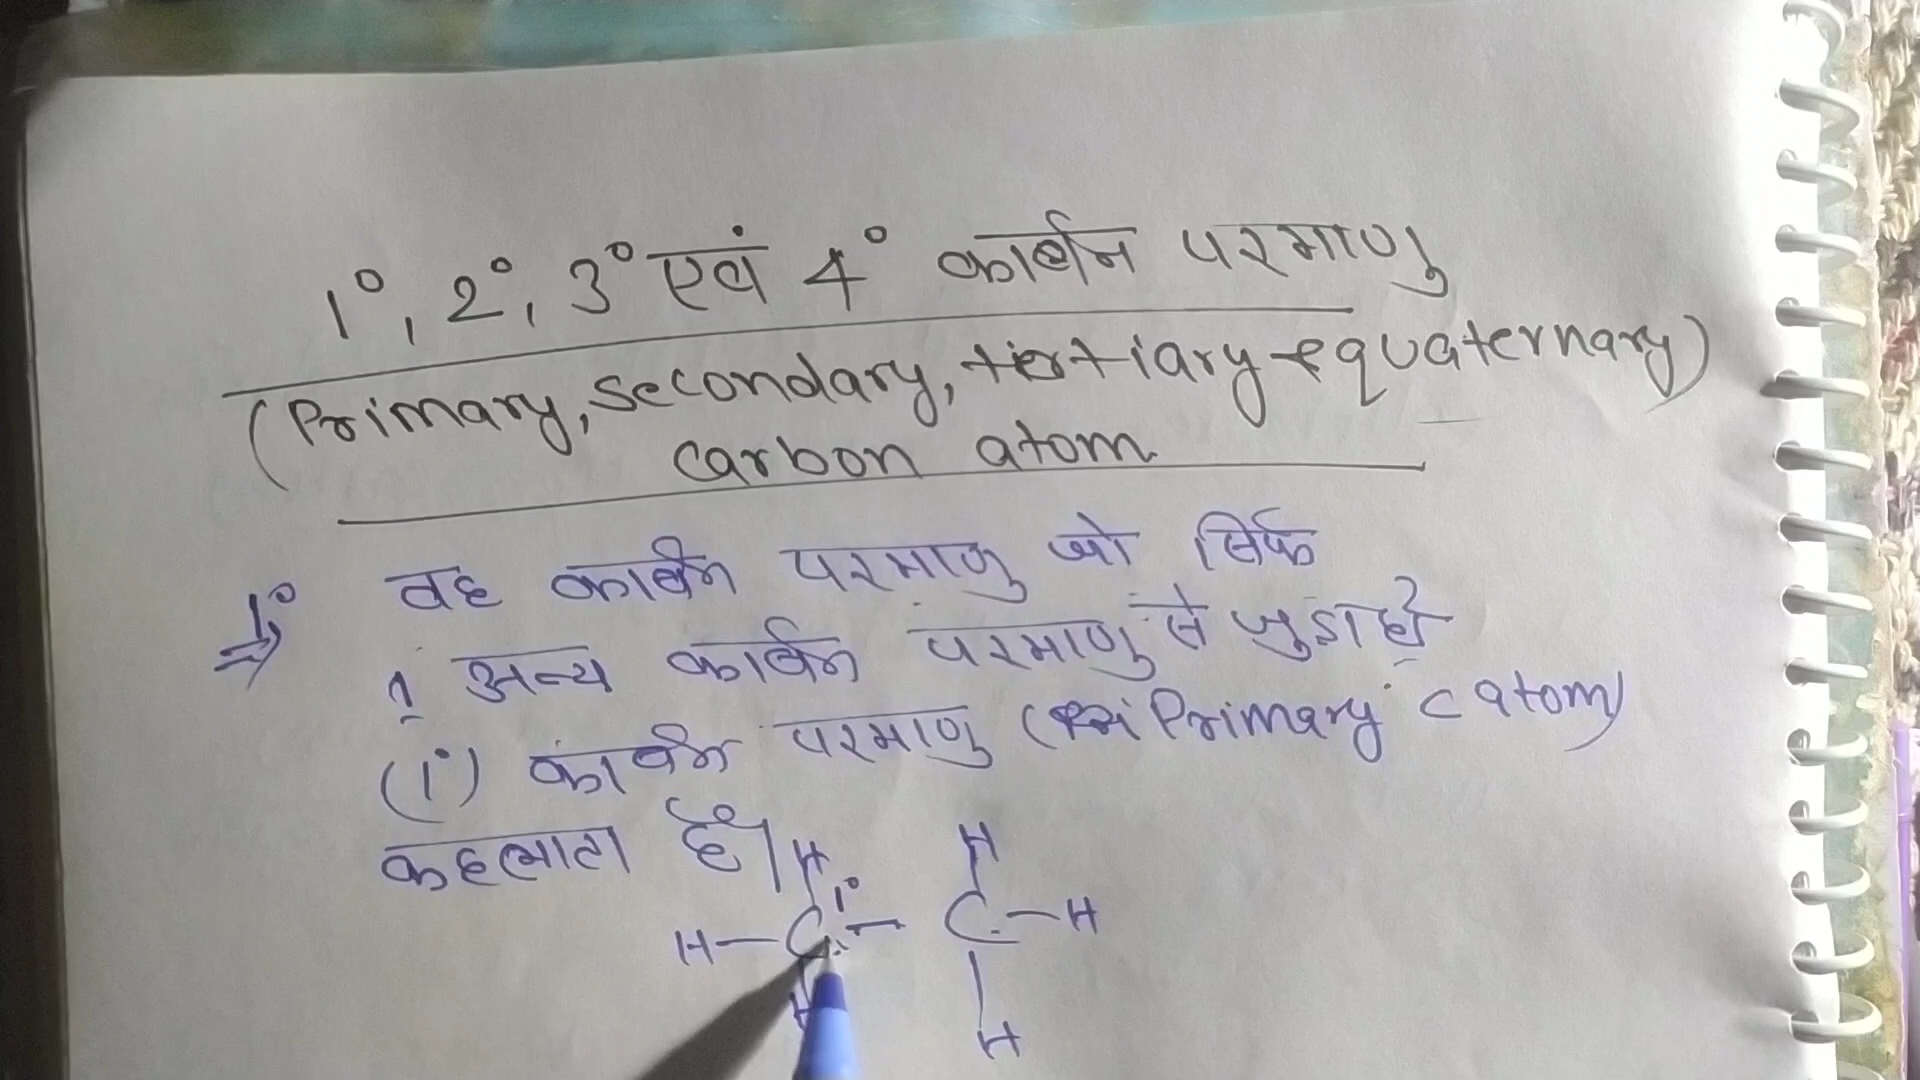 1°, 2°, 3° एवं 4° कार्बन परमाणु
(Primary, secondary, tertiary & quaternary)
carbon atom.
⇒ 1° वह कार्बन परमाणु जो सिर्फ
1 अन्य कार्बन परमाणु से जुड़ा हो
(1°) कार्बन परमाणु ( Primary C atom)
कहलाता है।
H H
H—C 1° — C—H
H H